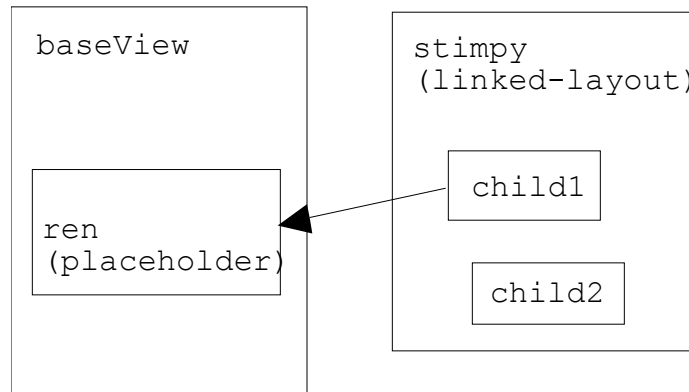 baseView
ren
(placeholder)
stimpy
(linked-layout)
child1
child2